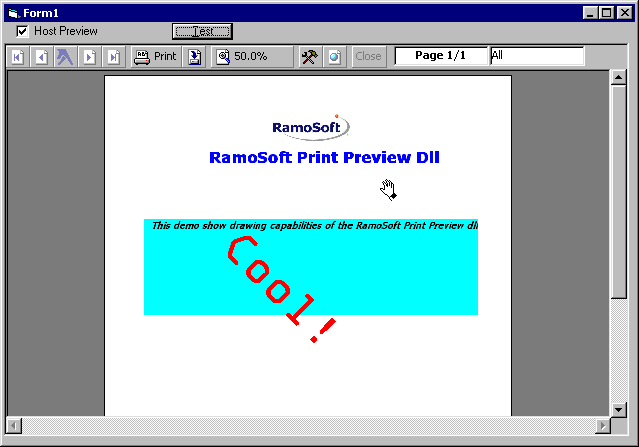 Form1
Host Preview
Test
Print
50.0%
Close
Page 1/1
All
RamoSoft
RamoSoft Print Preview Dll
This demo show drawing capabilities of the RamoSoft Print Preview dll
Cool!